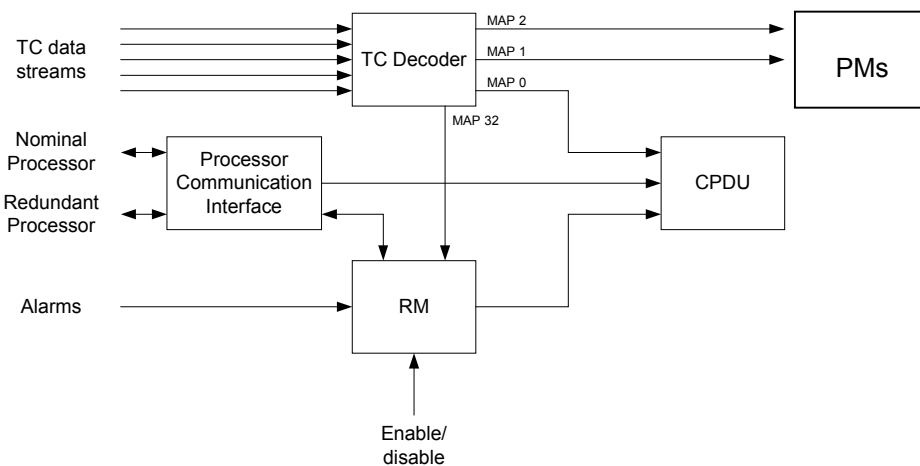 MAP 2
TC data
streams
TC Decoder
MAP 1
PMs
MAP 0
MAP 32
Nominal
Processor
Processor
Communication
Interface
CPDU
Redundant
Processor
Alarms
RM
Enable/
disable